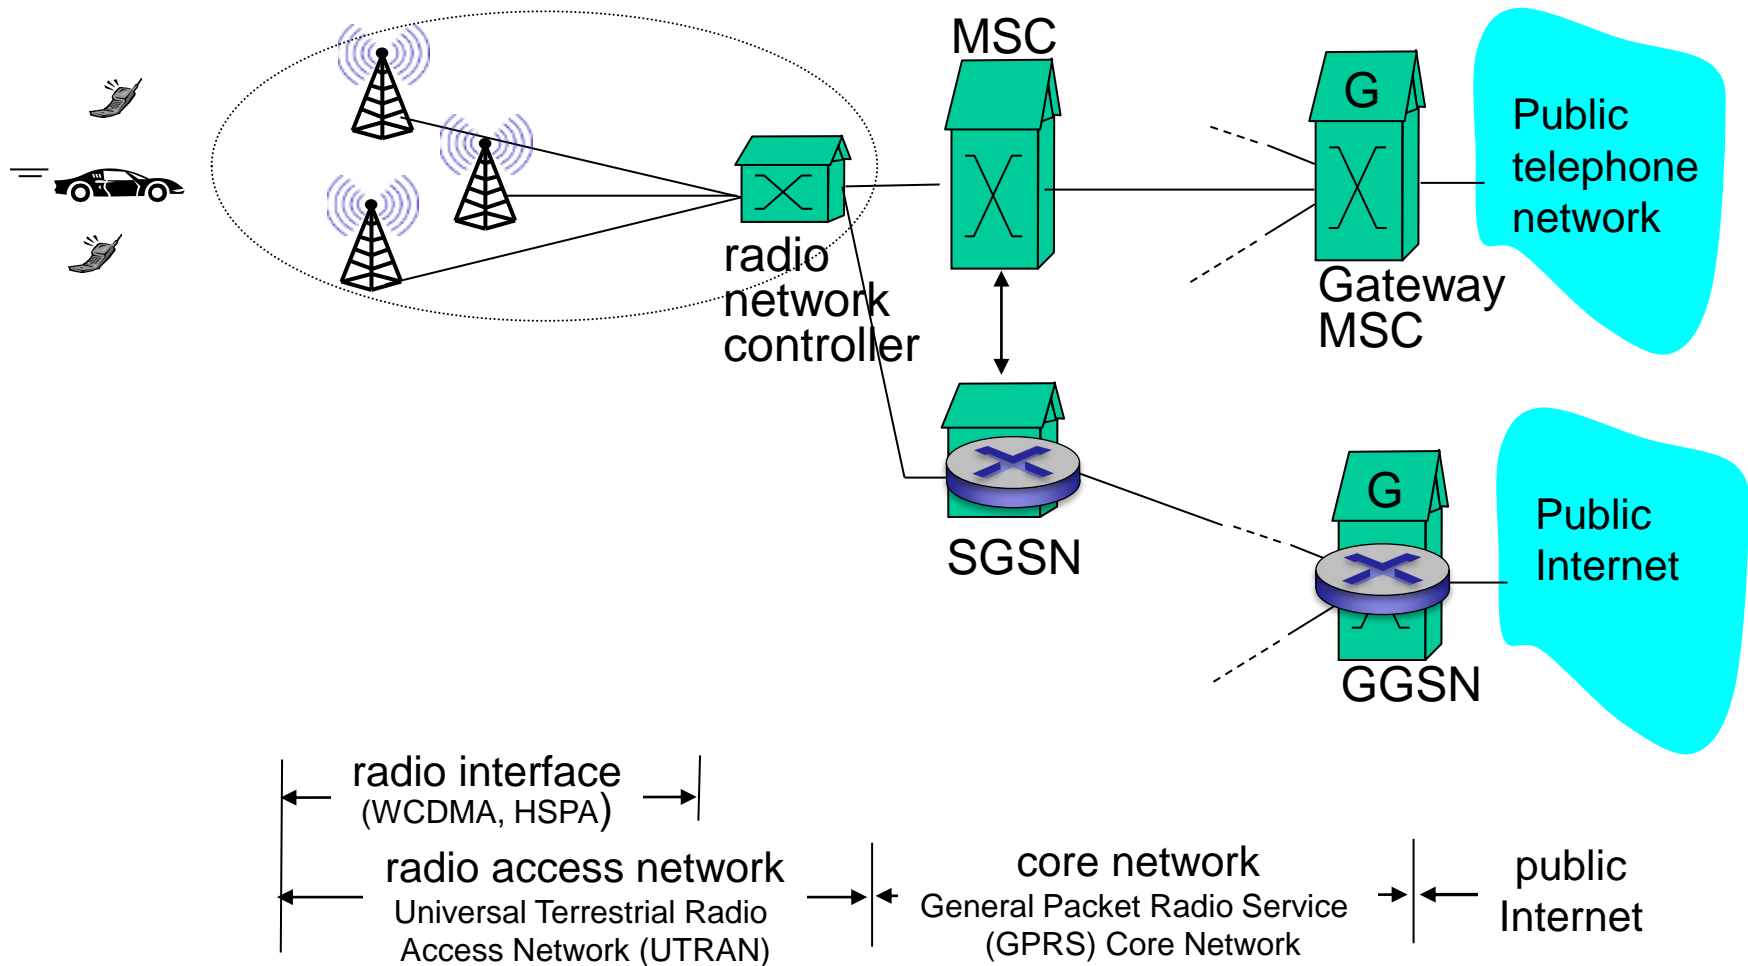 MSC
G
Public
telephone
network
radio
network
controller
Gateway
MSC
SGSN
G
Public
Internet
GGSN
radio interface
(WCDMA, HSPA)
radio access network
Universal Terrestrial Radio
Access Network (UTRAN)
core network
General Packet Radio Service
(GPRS) Core Network
public
Internet